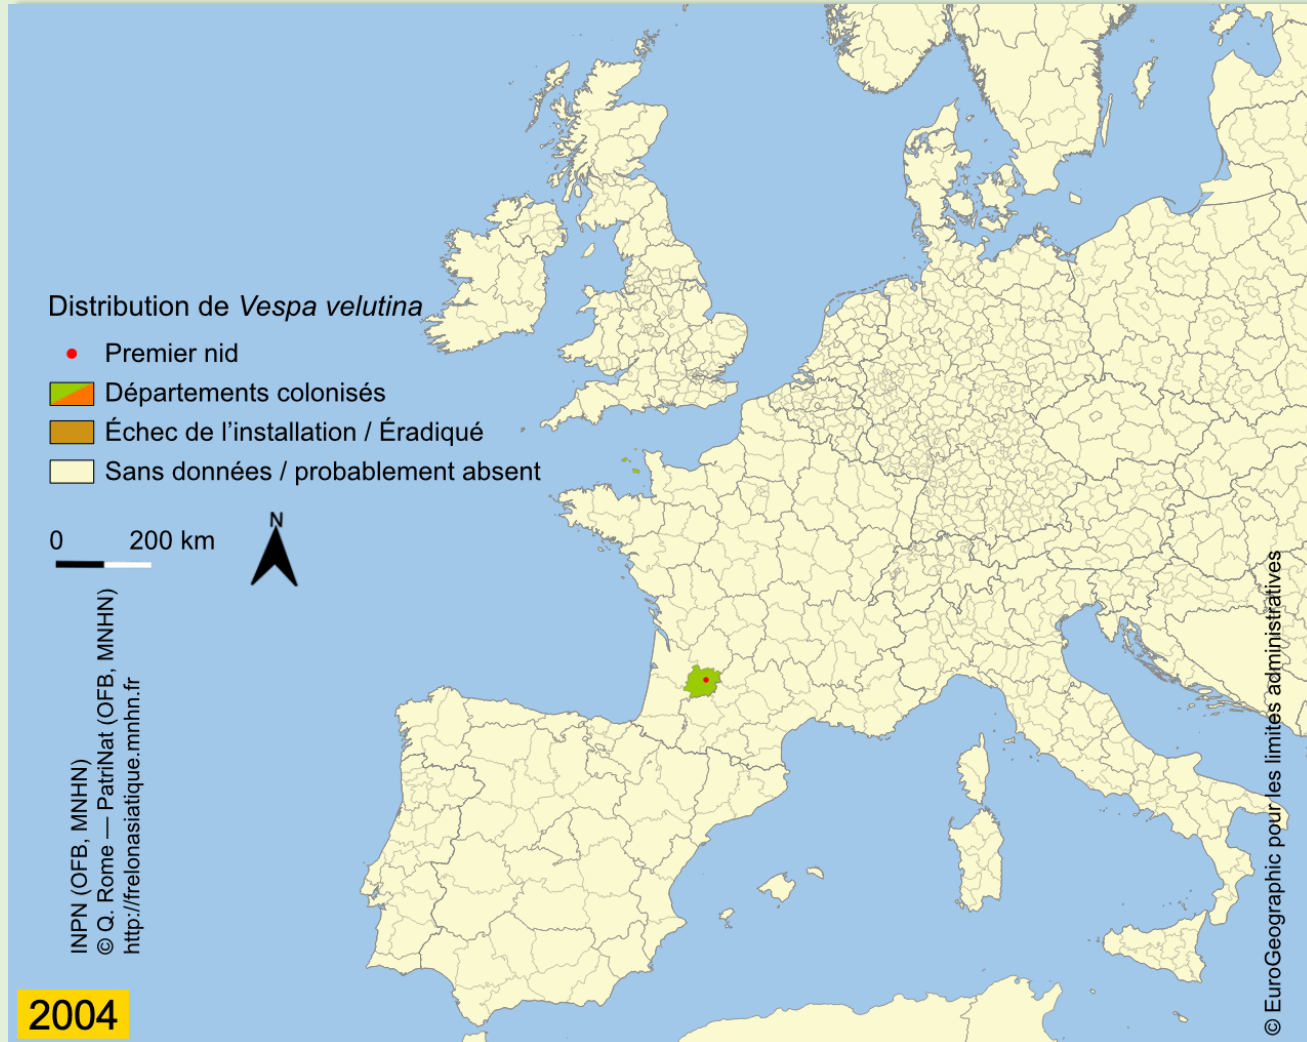 Distribution de Vespa velutina
Premier nid
Départements colonisés
Échec de l’installation / Éradiqué
Sans données / probablement absent
0 200 km
N
INPN (OFB, MNHN)
© Q. Rome — PatriNat (OFB, MNHN)
http://frelonasiatique.mnhn.fr
2004
© EuroGeographic pour les limites administratives